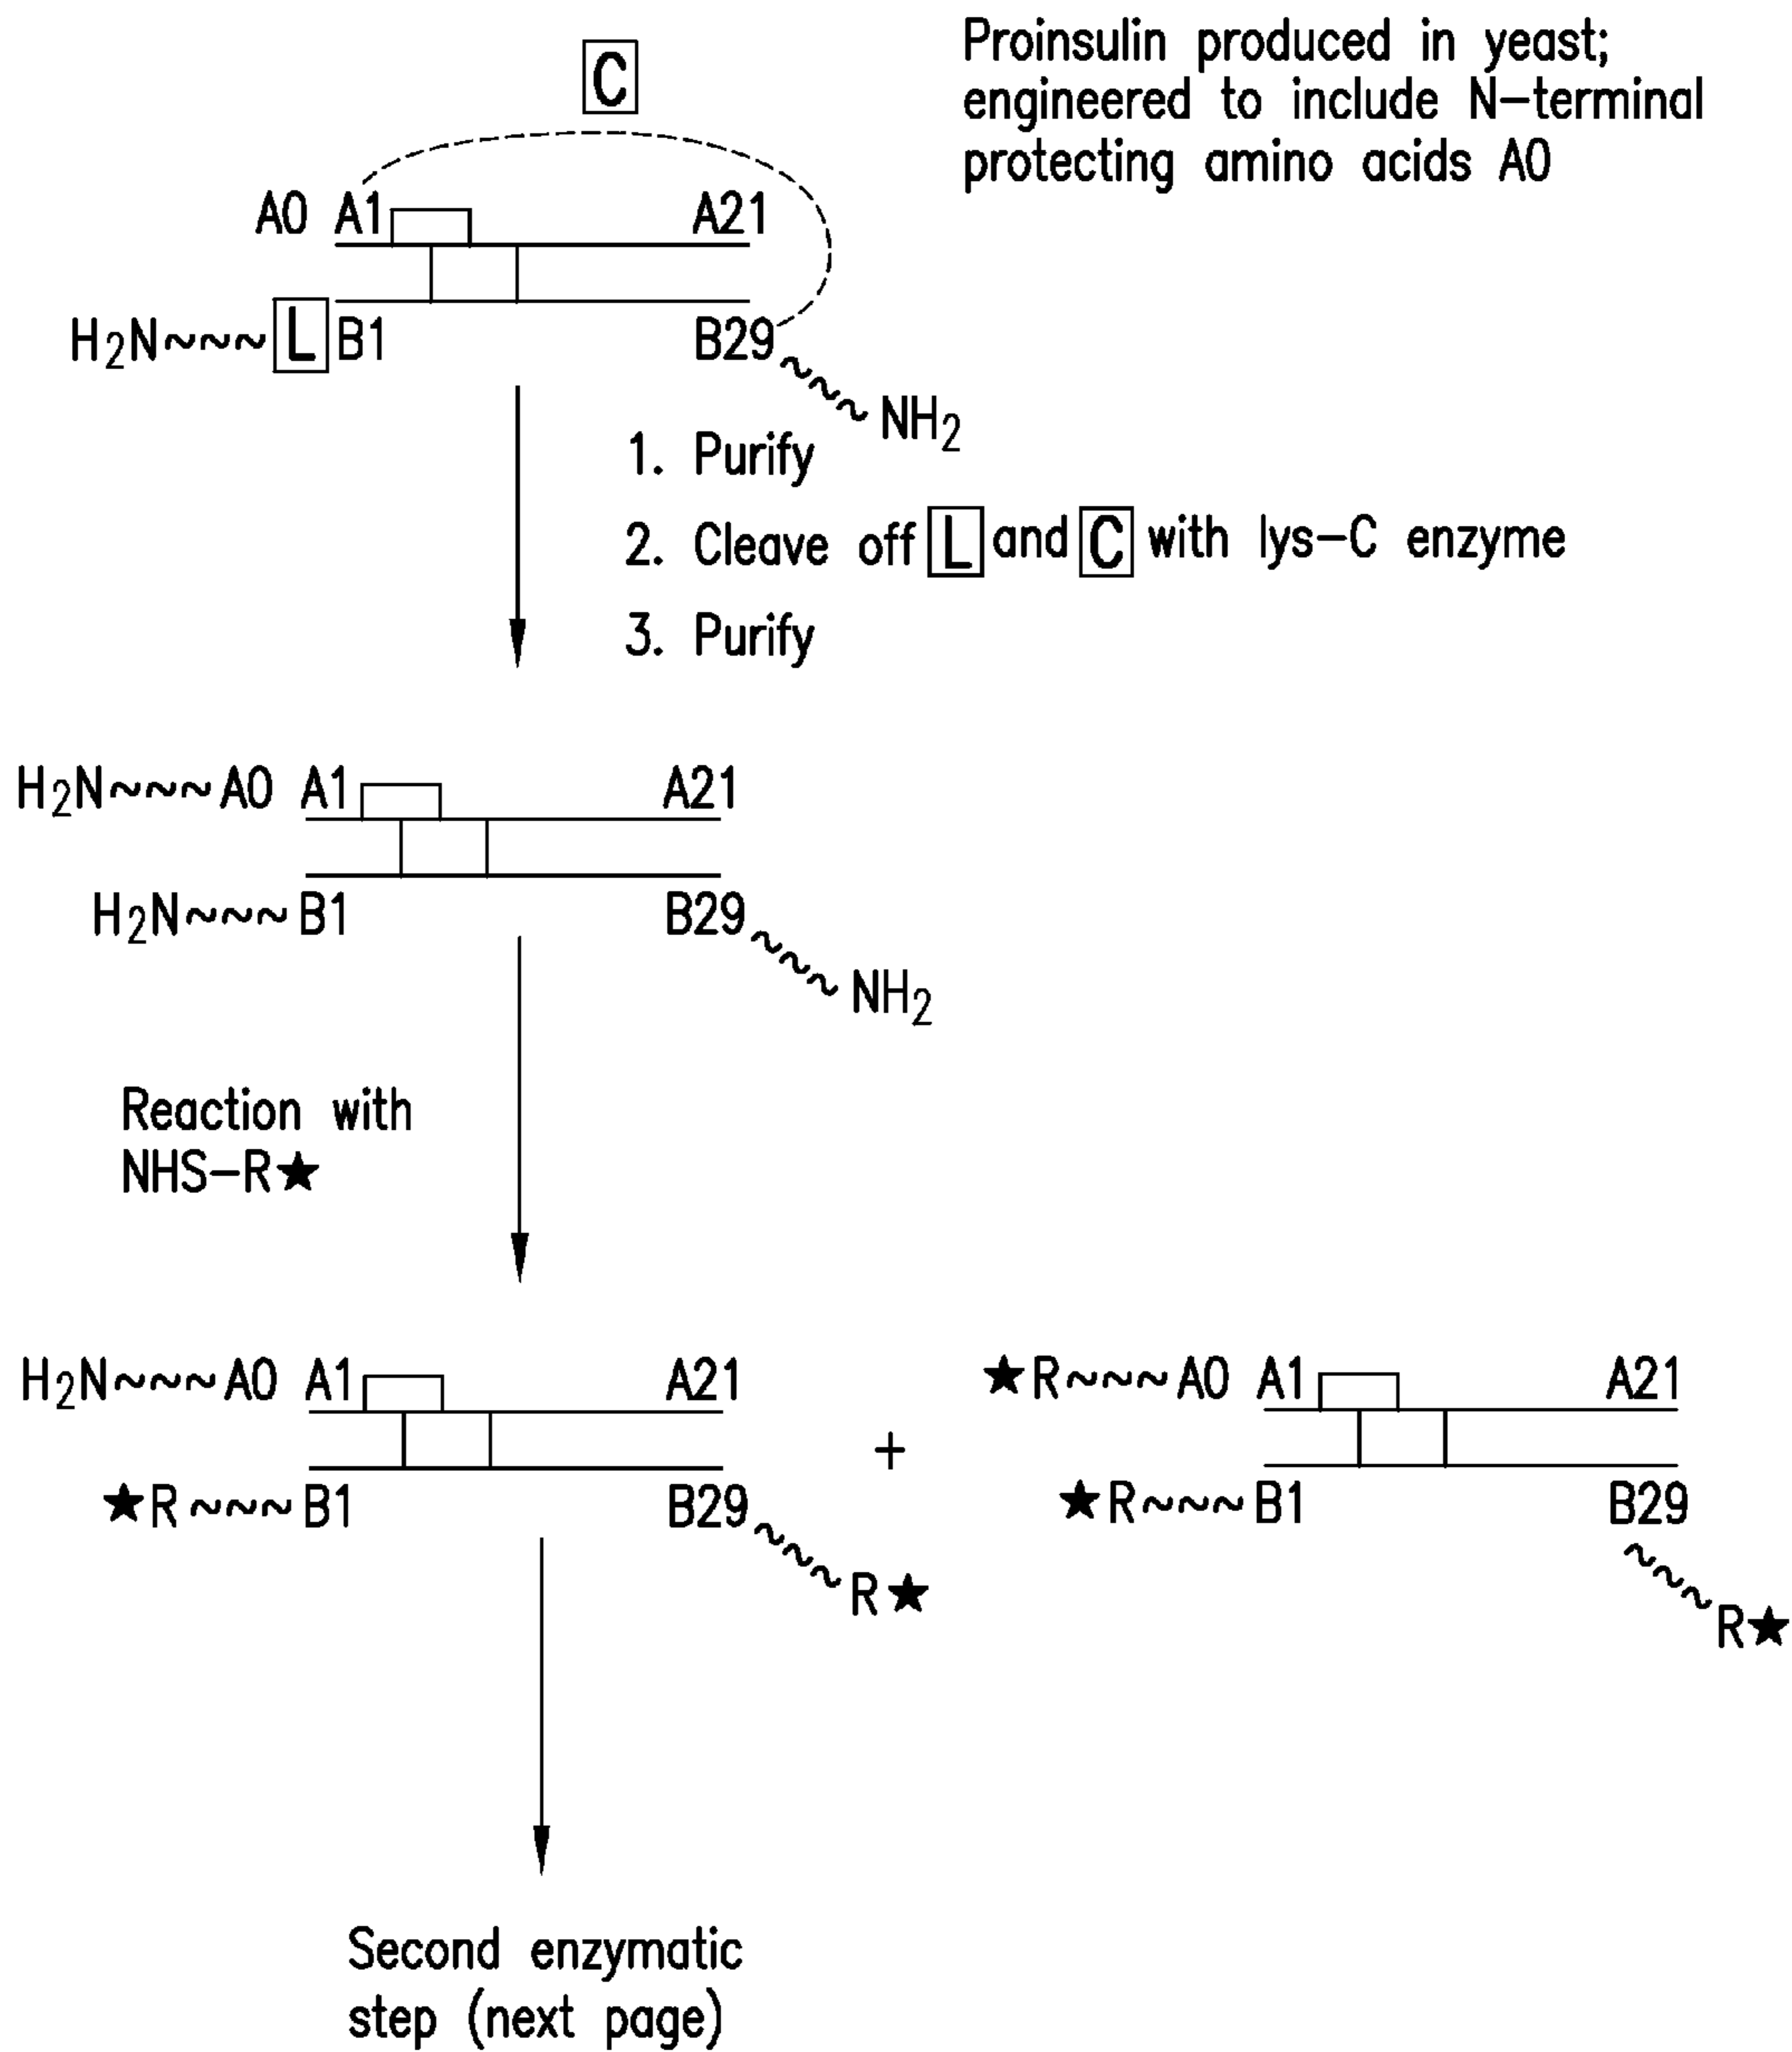 C
Proinsulin produced in yeast;
engineered to include N-terminal
protecting amino acids A0
A0 A1 A21
H2N~~~ L B1 B29
~~~NH2
1. Purify
2. Cleave off L and C with lys-C enzyme
3. Purify
H2N~~~A0 A1 A21
H2N~~~B1 B29
~~~NH2
Reaction with
NHS-R★
H2N~~~A0 A1 A21
★R~~~B1 B29
~~~R★
+
★R~~~A0 A1 A21
★R~~~B1 B29
~~~R★
Second enzymatic
step (next page)